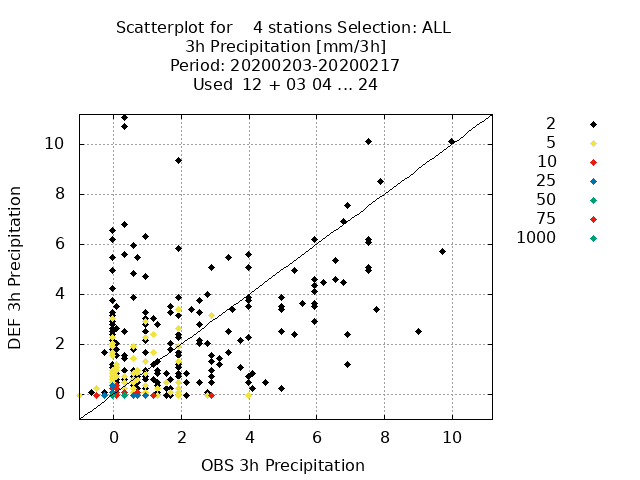 Scatterplot for    4 stations Selection: ALL
3h Precipitation [mm/3h]
Period: 20200203-20200217
Used  12 + 03 04 ... 24
2
5
10
25
50
75
1000
DEF 3h Precipitation
10
8
6
4
2
0
0 2 4 6 8 10
OBS 3h Precipitation